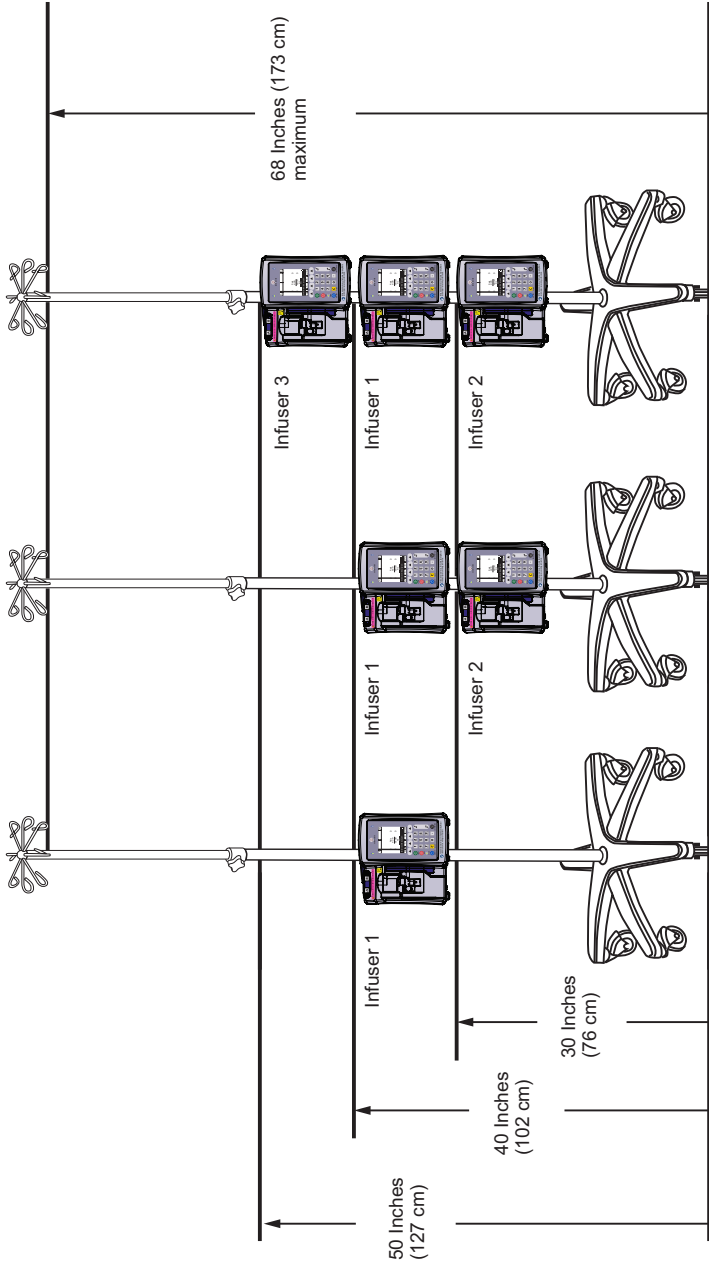 68 Inches (173 cm)
maximum
Infuser 3
Infuser 1
Infuser 2
Infuser 1
Infuser 2
Infuser 1
30 Inches
(76 cm)
40 Inches
(102 cm)
50 Inches
(127 cm)